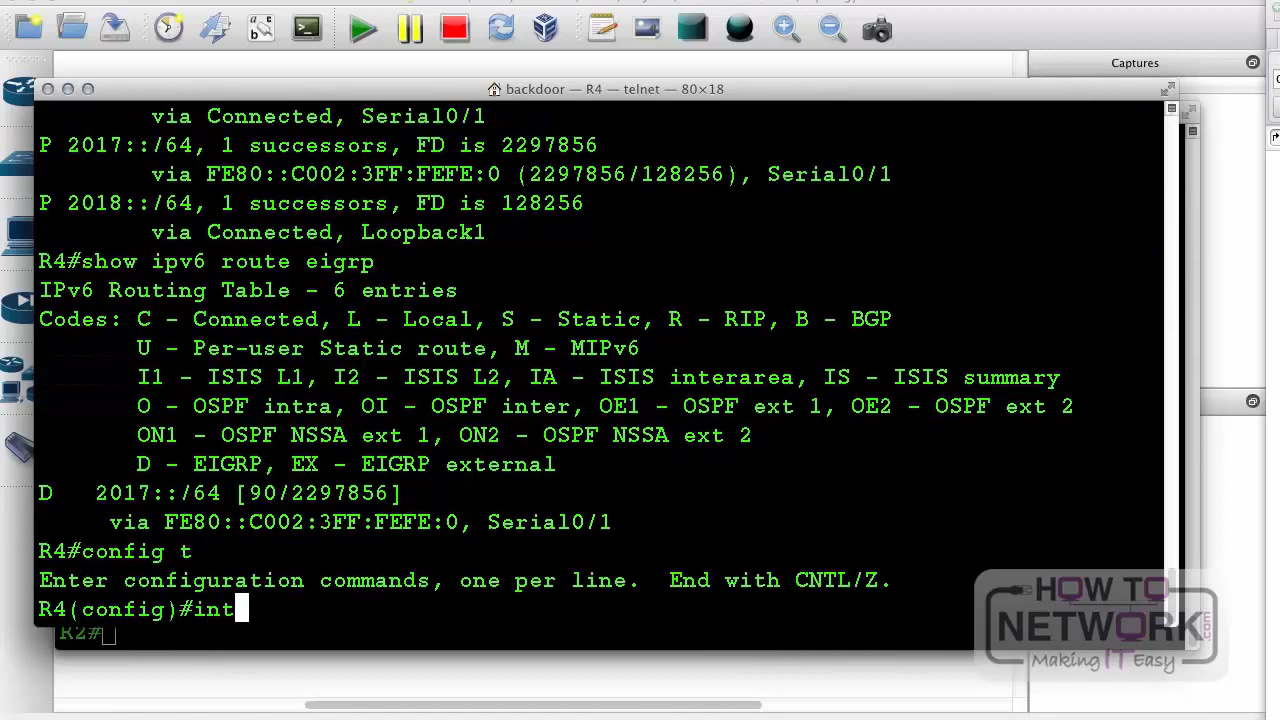 Captures
backdoor — R4 — telnet — 80×18
via Connected, Serial0/1
P 2017::/64, 1 successors, FD is 2297856
via FE80::C002:3FF:FEFE:0 (2297856/128256), Serial0/1
P 2018::/64, 1 successors, FD is 128256
via Connected, Loopback1
R4#show ipv6 route eigrp
IPv6 Routing Table - 6 entries
Codes: C - Connected, L - Local, S - Static, R - RIP, B - BGP
U - Per-user Static route, M - MIPv6
I1 - ISIS L1, I2 - ISIS L2, IA - ISIS interarea, IS - ISIS summary
O - OSPF intra, OI - OSPF inter, OE1 - OSPF ext 1, OE2 - OSPF ext 2
ON1 - OSPF NSSA ext 1, ON2 - OSPF NSSA ext 2
D - EIGRP, EX - EIGRP external
D 2017::/64 [90/2297856]
via FE80::C002:3FF:FEFE:0, Serial0/1
R4#config t
Enter configuration commands, one per line. End with CNTL/Z.
R4(config)#int
R2#
HOW TO
NETWORK.com
Making IT Easy